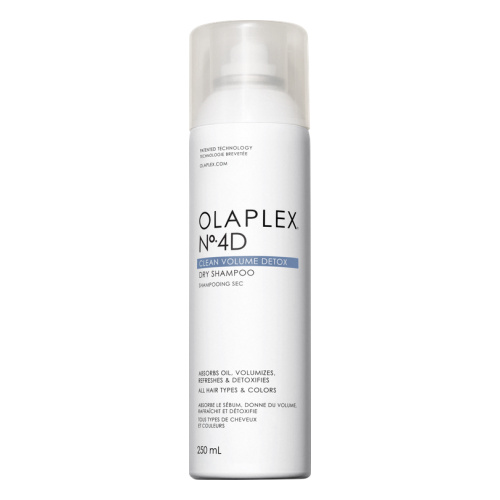 PATENTED TECHNOLOGY
TECHNOLOGIE BREVETÉE
OLAPLEX.COM
OLAPLEX
Nº.4D
CLEAN VOLUME DETOX
DRY SHAMPOO
SHAMPOOING SEC
ABSORBS OIL, VOLUMIZES,
REFRESHES & DETOXIFIES
ALL HAIR TYPES & COLORS
ABSORBE LE SÉBUM, DONNE DU VOLUME,
RAFRAÎCHIT ET DÉTOXIFIE
TOUS TYPES DE CHEVEUX
ET COULEURS
250 mL